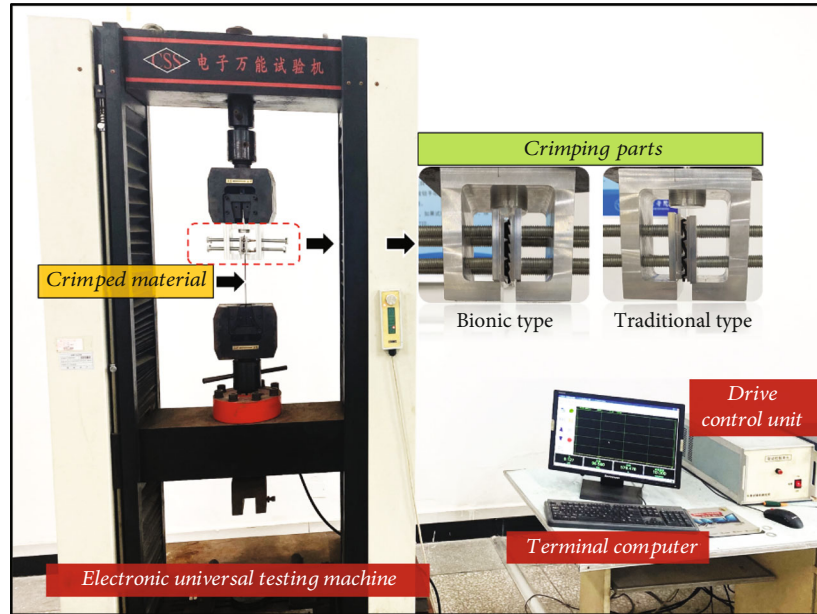 CSS 电子万能试验机
Crimping parts
Crimped material
Bionic type
Traditional type
Drive
control unit
Terminal computer
Electronic universal testing machine